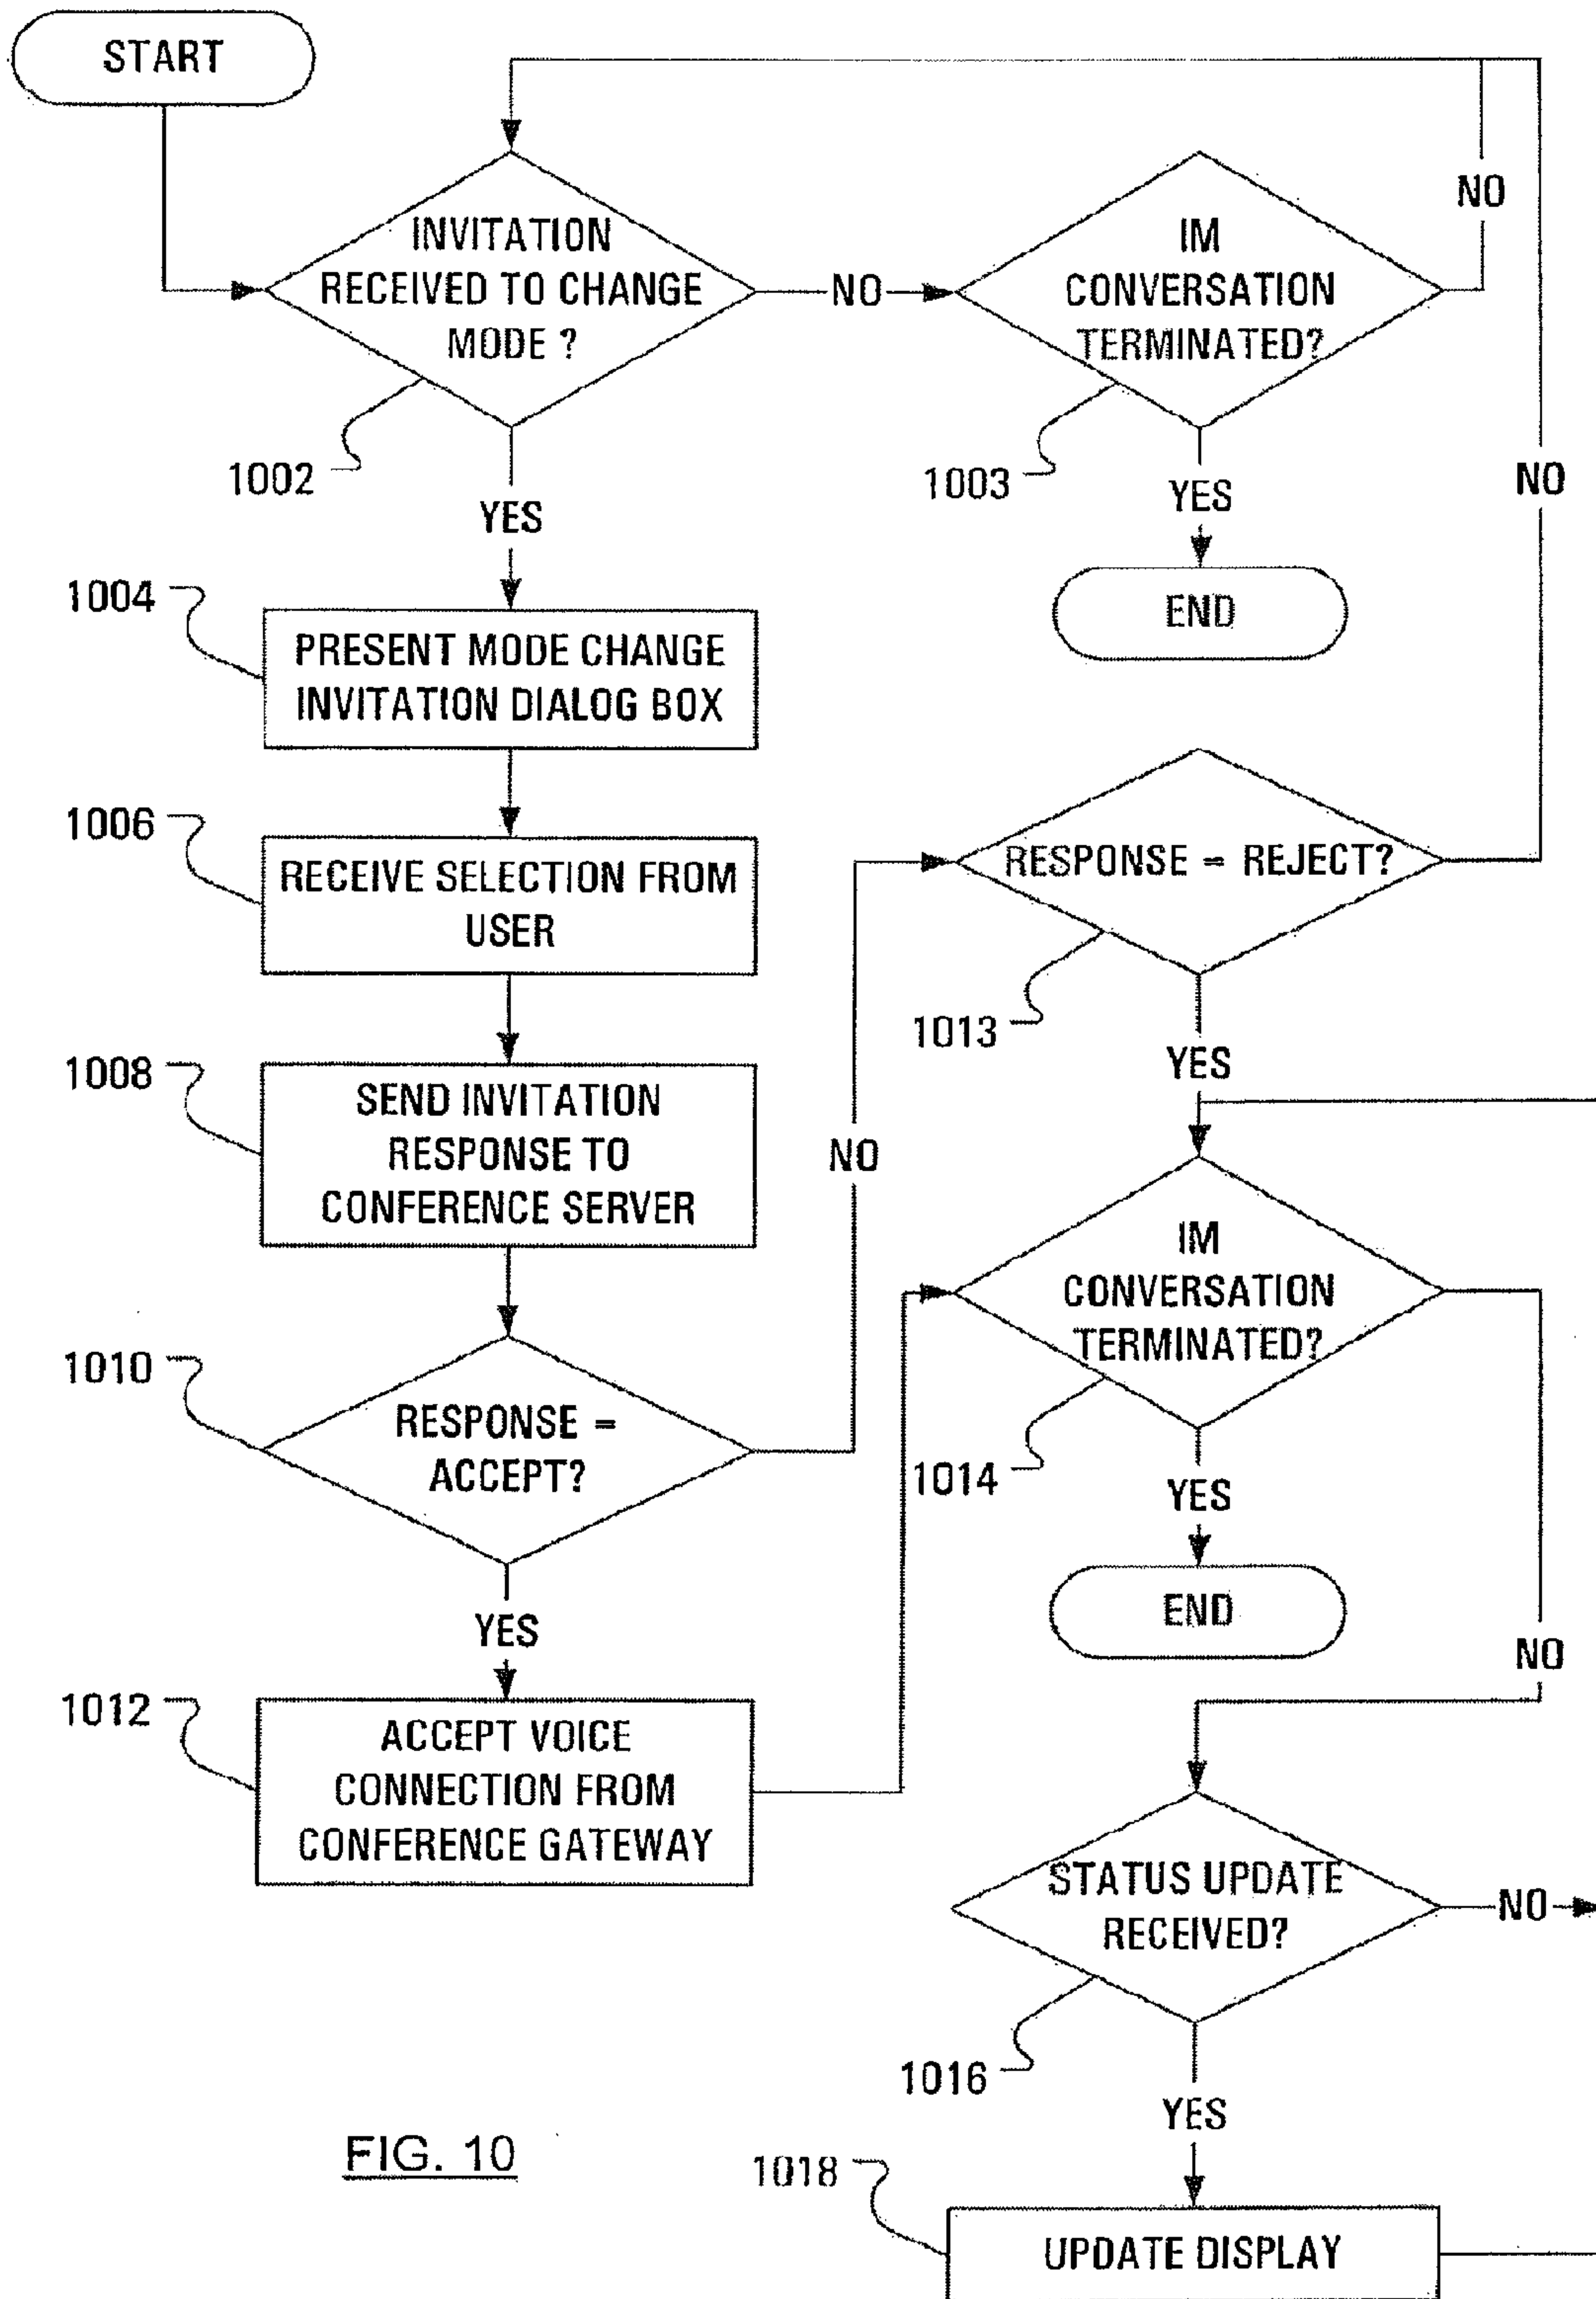 START
INVITATION
RECEIVED TO CHANGE
MODE ?
NO
IM
CONVERSATION
TERMINATED?
NO
1002
YES
1003
YES
NO
END
1004
PRESENT MODE CHANGE
INVITATION DIALOG BOX
1006
RECEIVE SELECTION FROM
USER
RESPONSE = REJECT?
1013
YES
1008
SEND INVITATION
RESPONSE TO
CONFERENCE SERVER
NO
IM
CONVERSATION
TERMINATED?
1010
RESPONSE =
ACCEPT?
1014
YES
END
NO
YES
1012
ACCEPT VOICE
CONNECTION FROM
CONFERENCE GATEWAY
STATUS UPDATE
RECEIVED?
NO
1016
YES
FIG. 10
1018
UPDATE DISPLAY